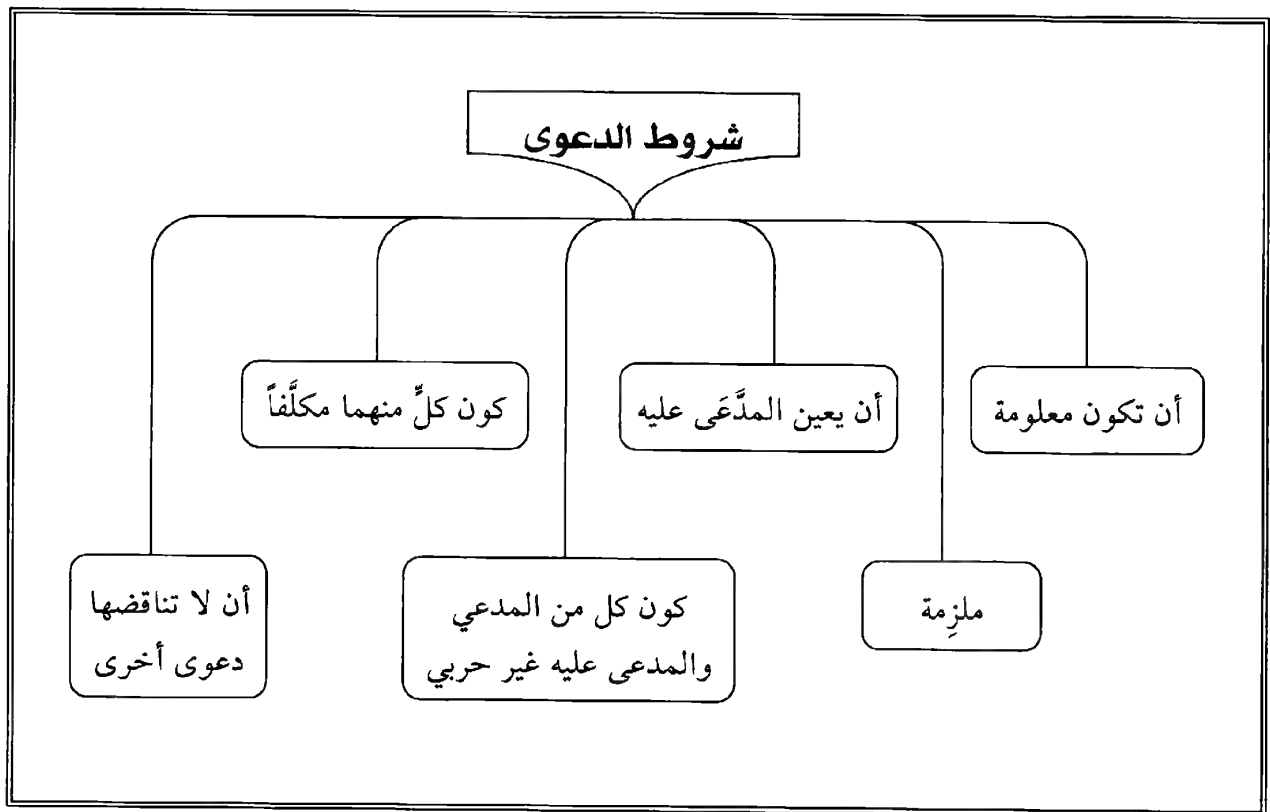 شروط الدعوى
أن تكون معلومة
أن يعين المدَّعَى عليه
كون كلٍّ منهما مكلَّفاً
ملزِمة
كون كل من المدعي
والمدعى عليه غير حربي
أن لا تناقضها
دعوى أخرى